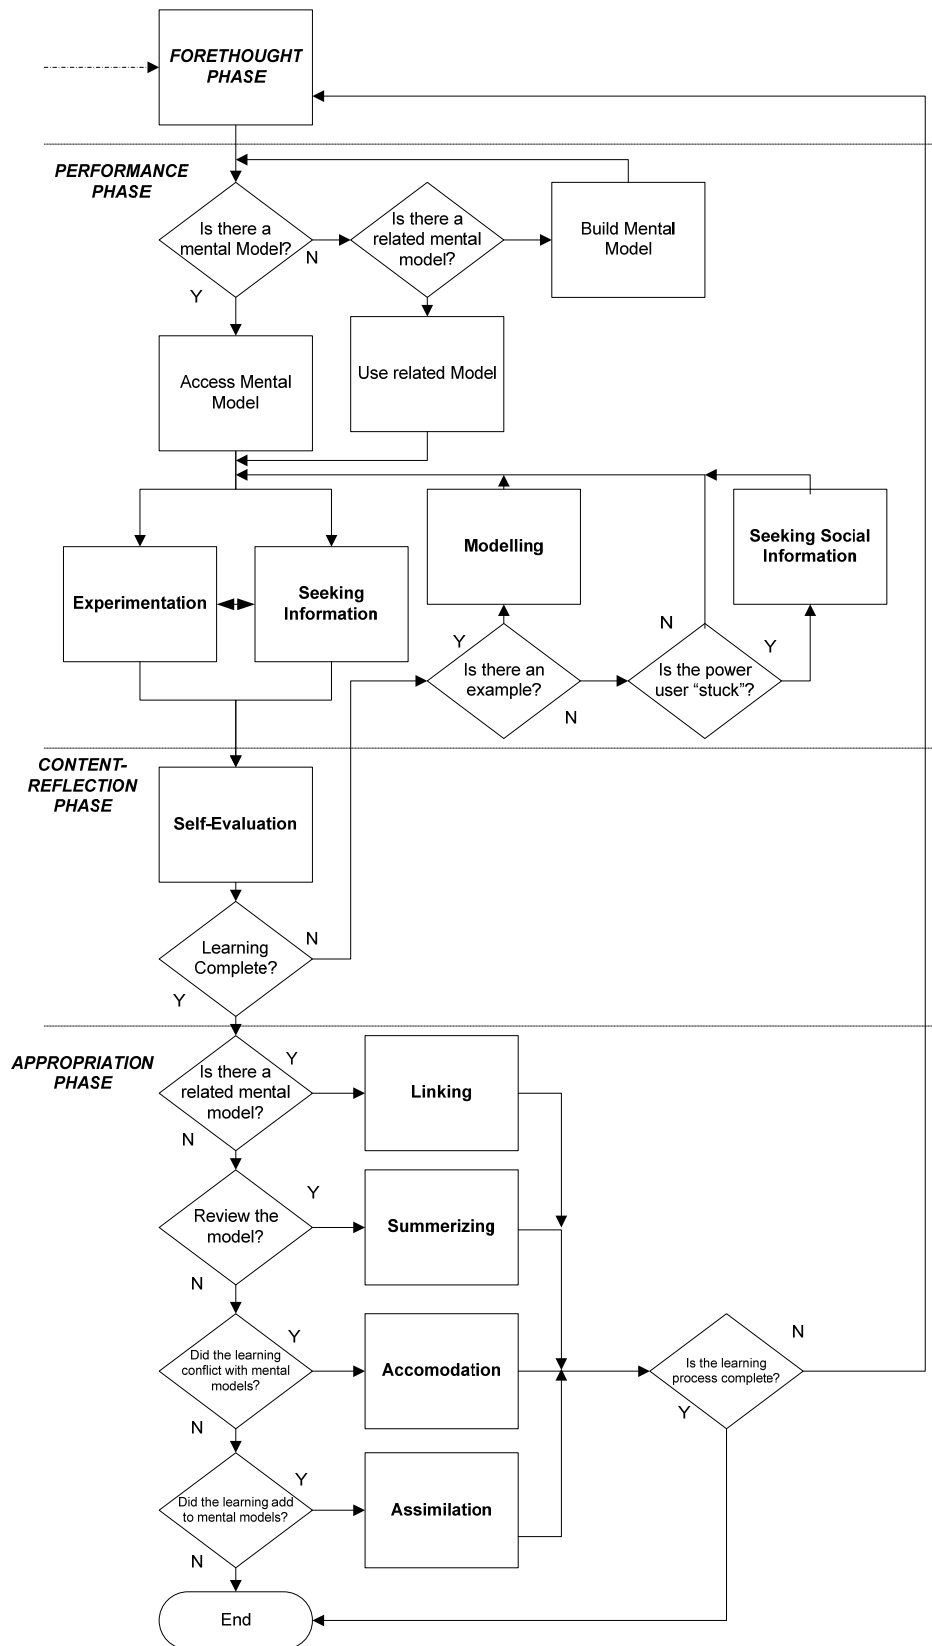 FORETHOUGHT
PHASE
PERFORMANCE
PHASE
Is there a
mental Model?
N
Y
Is there a
related mental
model?
Build Mental
Model
Access Mental
Model
Use related Model
Experimentation
Seeking
Information
Modelling
Seeking Social
Information
Y
Is there an
example?
N
N
Is the power
user “stuck”?
Y
CONTENT-
REFLECTION
PHASE
Self-Evaluation
Learning
Complete?
N
Y
APPROPRIATION
PHASE
Is there a
related mental
model?
Y
N
Linking
Review the
model?
Y
N
Summerizing
Did the learning
conflict with mental
models?
Y
N
Accomodation
Is the learning
process complete?
N
Y
Did the learning add
to mental models?
Y
N
Assimilation
End